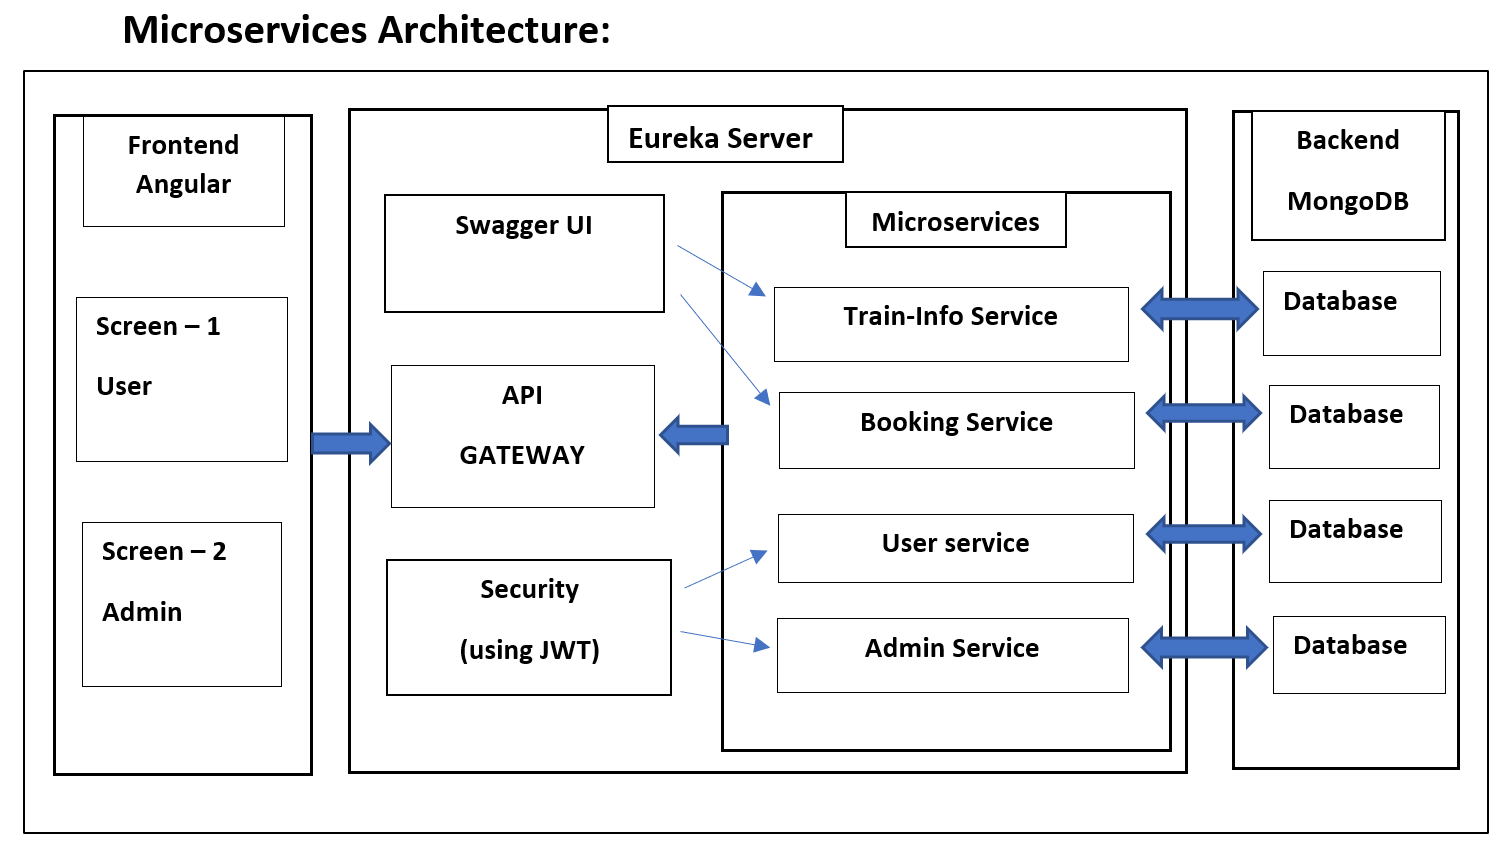 Microservices Architecture:
Frontend
Angular
Screen – 1
User
Screen – 2
Admin
Eureka Server
Swagger UI
API
GATEWAY
Security
(using JWT)
Microservices
Train-Info Service
Booking Service
User service
Admin Service
Backend
MongoDB
Database
Database
Database
Database